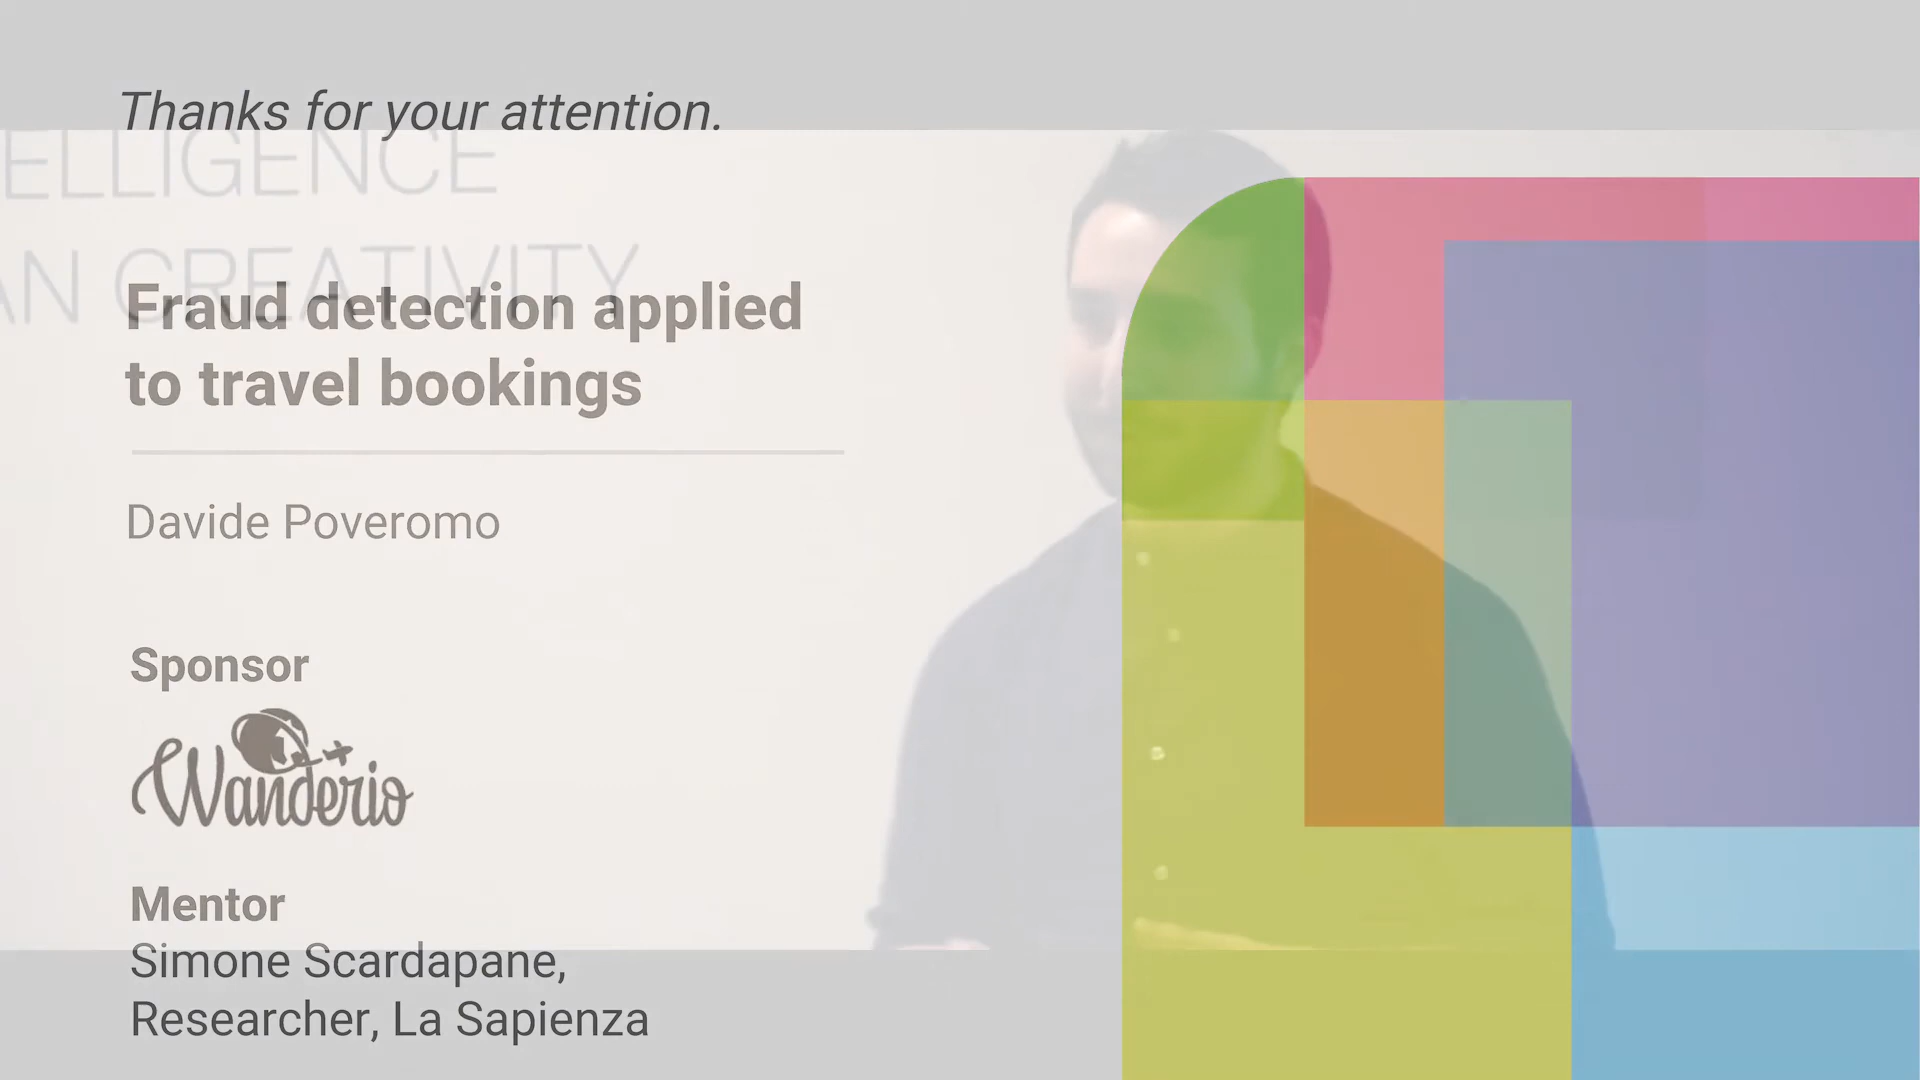 Thanks for your attention.
ELLIGENCE
AN CREATIVITY
Fraud detection applied
to travel bookings
Davide Poveromo
Sponsor
Wanderio
Mentor
Simone Scardapane,
Researcher, La Sapienza